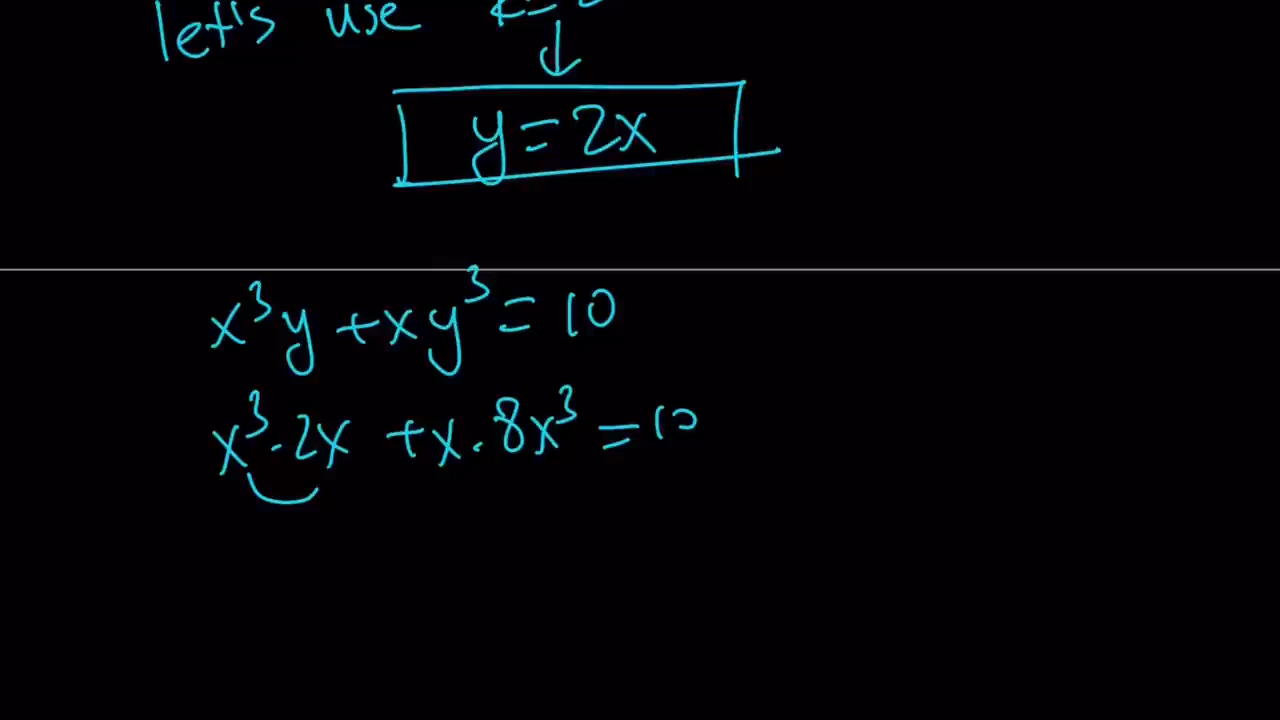 let's use
y = 2x
x³y + xy³ = 10
x³·2x + x·8x³ = 10